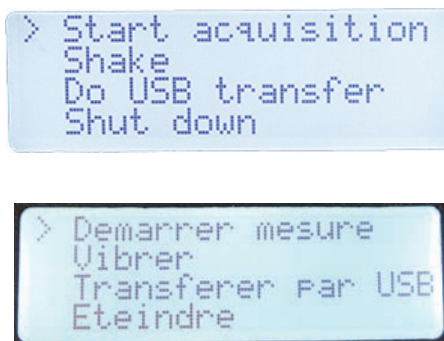 > Start acquisition
Shake
Do USB transfer
Shut down
> Demarrer mesure
Vibrer
Transferer par USB
Eteindre